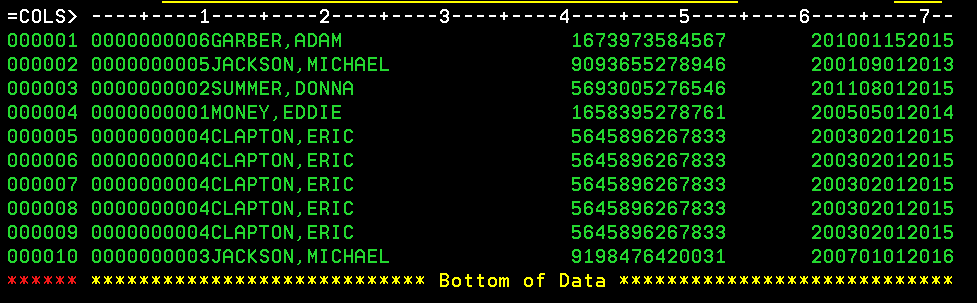 =COLS> ----+----1----+----2----+----3----+----4----+----5----+----6----+----7--
000001 0000000006GARBER,ADAM                   1673973584567       201001152015
000002 0000000005JACKSON,MICHAEL               9093655278946       200109012013
000003 0000000002SUMMER,DONNA                  5693005276546       201108012015
000004 0000000001MONEY,EDDIE                   1658395278761       200505012014
000005 0000000004CLAPTON,ERIC                  5645896267833       200302012015
000006 0000000004CLAPTON,ERIC                  5645896267833       200302012015
000007 0000000004CLAPTON,ERIC                  5645896267833       200302012015
000008 0000000004CLAPTON,ERIC                  5645896267833       200302012015
000009 0000000004CLAPTON,ERIC                  5645896267833       200302012015
000010 0000000003JACKSON,MICHAEL               9198476420031       200701012016
****** **************************** Bottom of Data ****************************